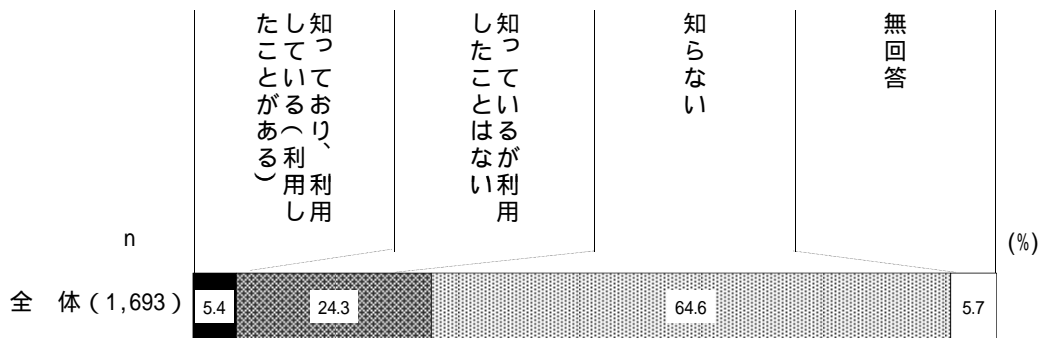 知っており、利用
している(利用し
たことがある)
知っているが利用
したことはない
知らない
無回答
n
(%)
全 体(1,693)
5.4
24.3
64.6
5.7